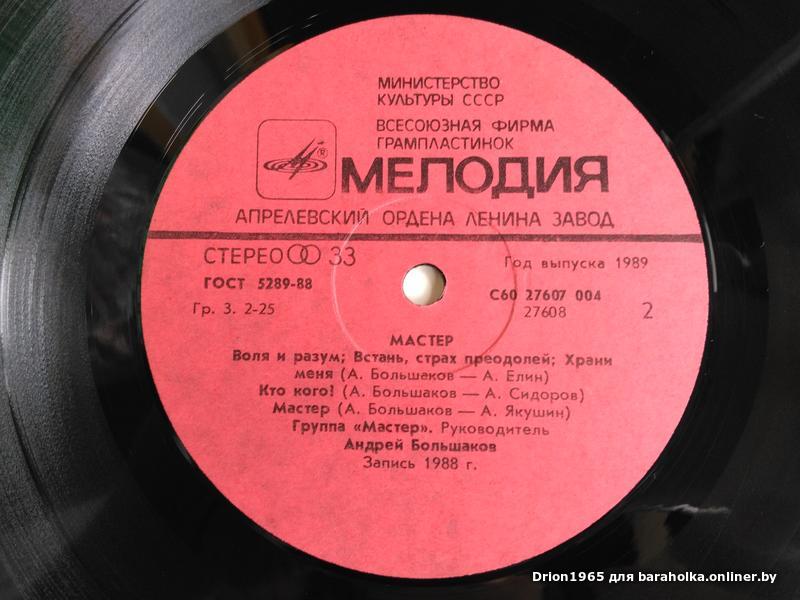 МИНИСТЕРСТВО
КУЛЬТУРЫ СССР
ВСЕСОЮЗНАЯ ФИРМА
ГРАМПЛАСТИНОК
®
МЕЛОДИЯ
АПРЕЛЕВСКИЙ ОРДЕНА ЛЕНИНА ЗАВОД
СТЕРЕО 33
Год выпуска 1989
ГОСТ 5289-88
С60 27607 004
Гр. 3. 2-25
27608
2
МАСТЕР
Воля и разум; Встань, страх преодолей; Храни
меня (А. Большаков — А. Елин)
Кто кого! (А. Большаков — А. Сидоров)
Мастер (А. Большаков — А. Якушин)
Группа «Мастер». Руководитель
Андрей Большаков
Запись 1988 г.
Drion1965 для baraholka.onliner.by